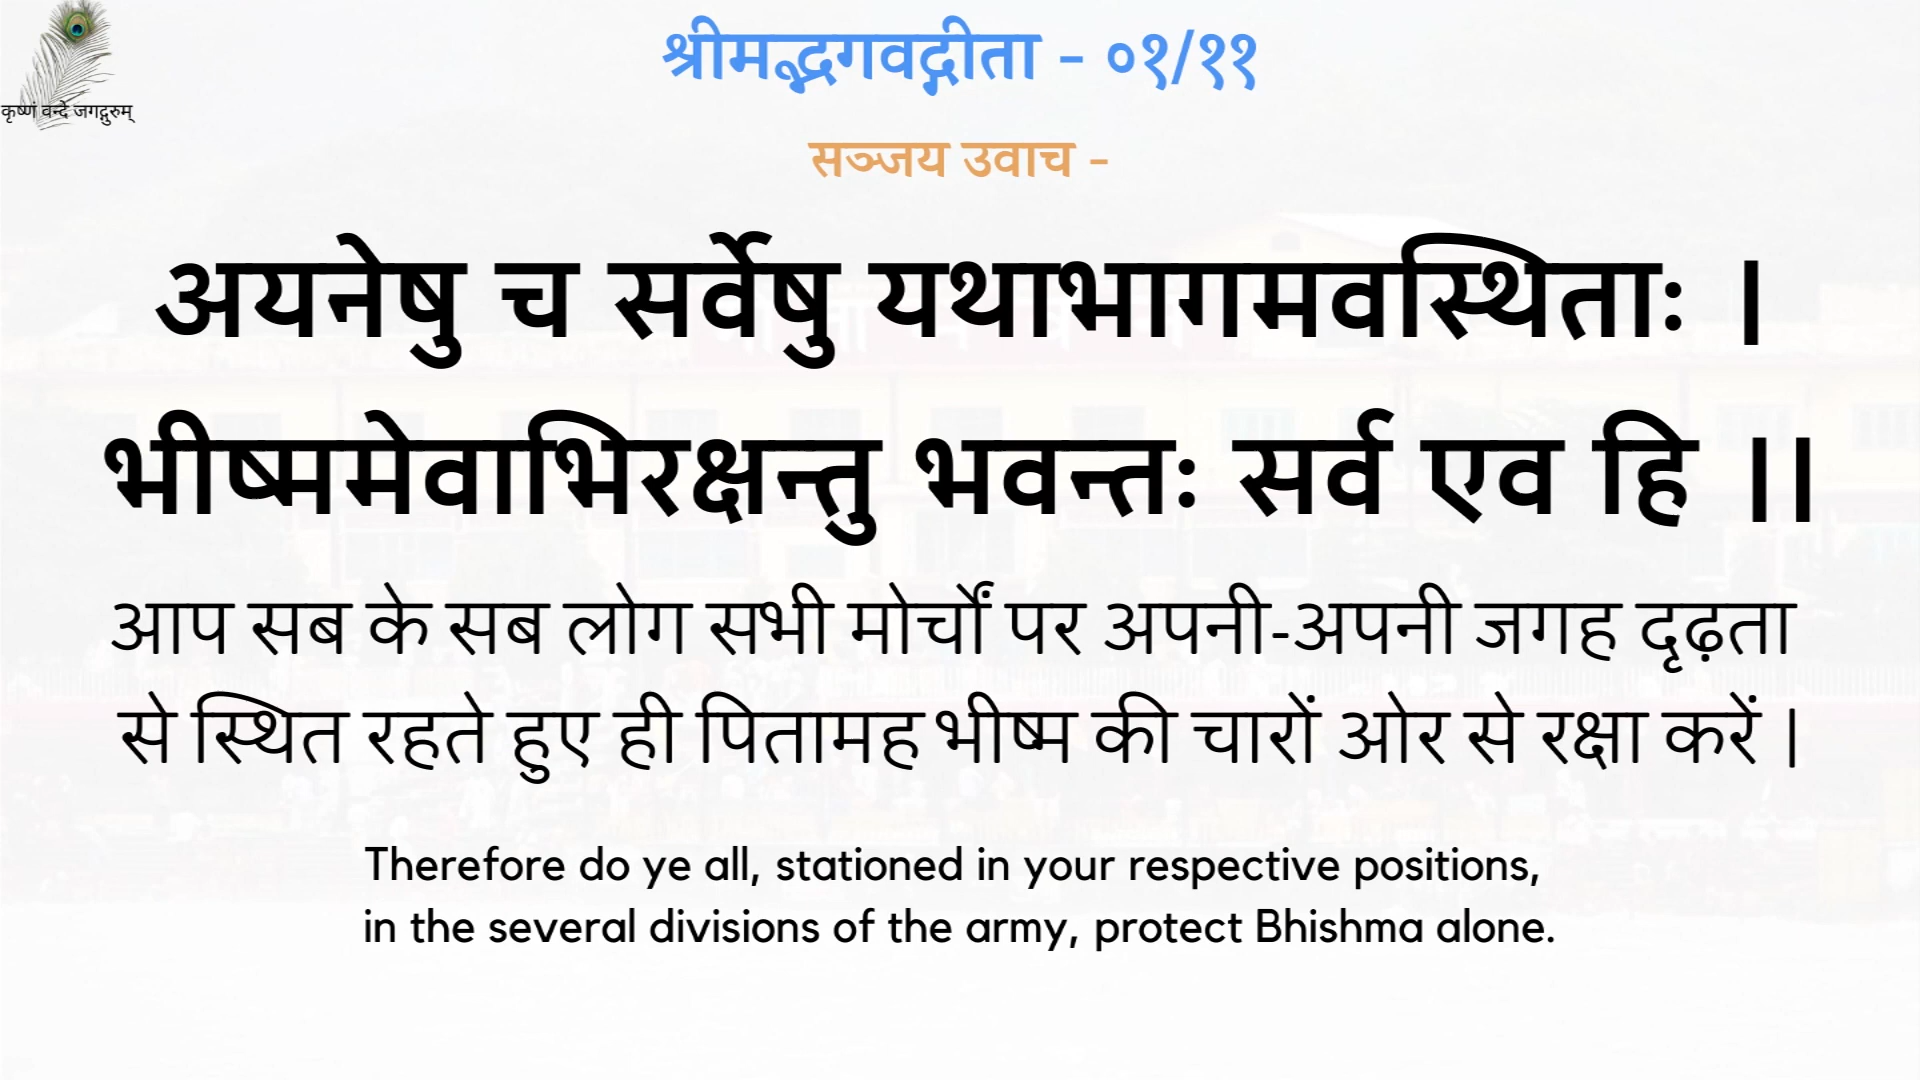 श्रीमद्भगवद्गीता - ०१/११
कृष्णं वन्दे जगद्गुरुम्
सञ्जय उवाच -
अयनेषु च सर्वेषु यथाभागमवस्थिताः ।
भीष्ममेवाभिरक्षन्तु भवन्तः सर्व एव हि ।।
आप सब के सब लोग सभी मोर्चों पर अपनी-अपनी जगह दृढ़ता
से स्थित रहते हुए ही पितामह भीष्म की चारों ओर से रक्षा करें |
Therefore do ye all, stationed in your respective positions,
in the several divisions of the army, protect Bhishma alone.